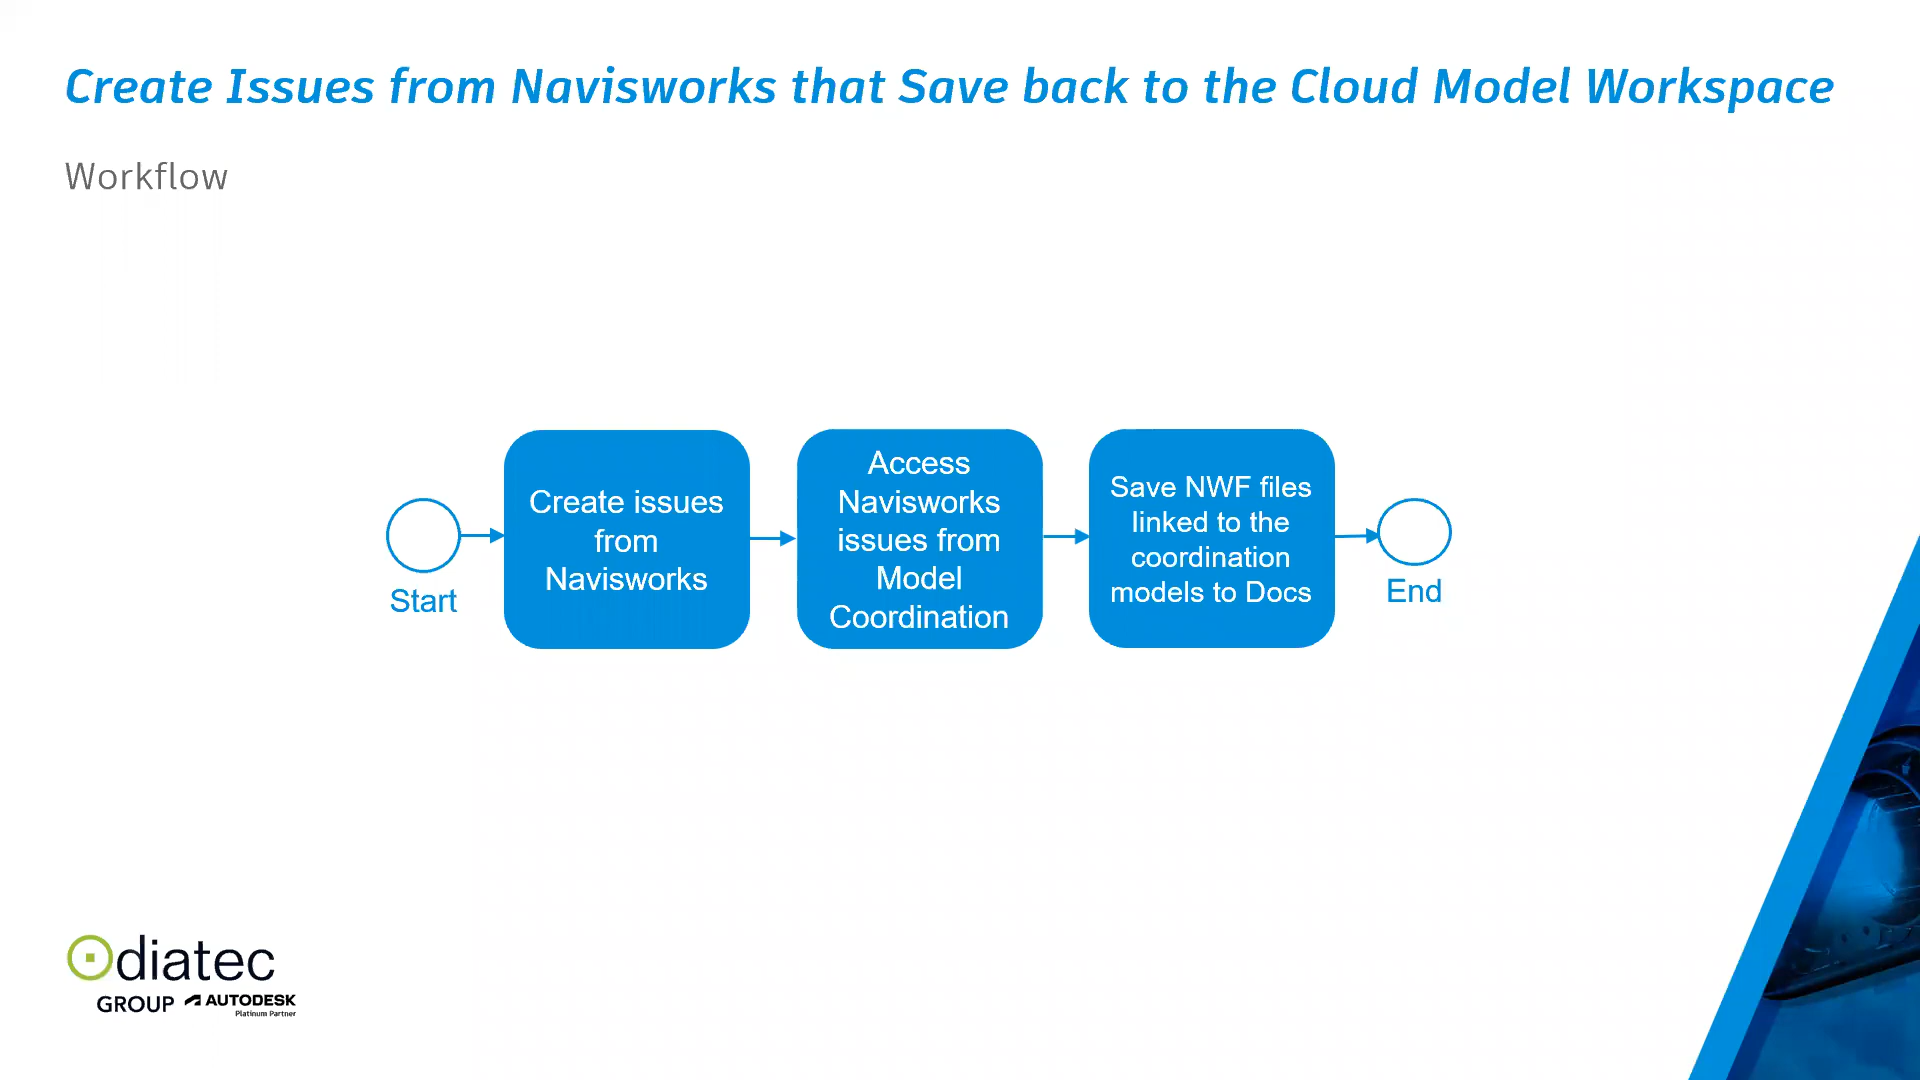 Create Issues from Navisworks that Save back to the Cloud Model Workspace
Workflow
Start
Create issues
from
Navisworks
Access
Navisworks
issues from
Model
Coordination
Save NWF files
linked to the
coordination
models to Docs
End
diatec
GROUP
AUTODESK
Platinum Partner